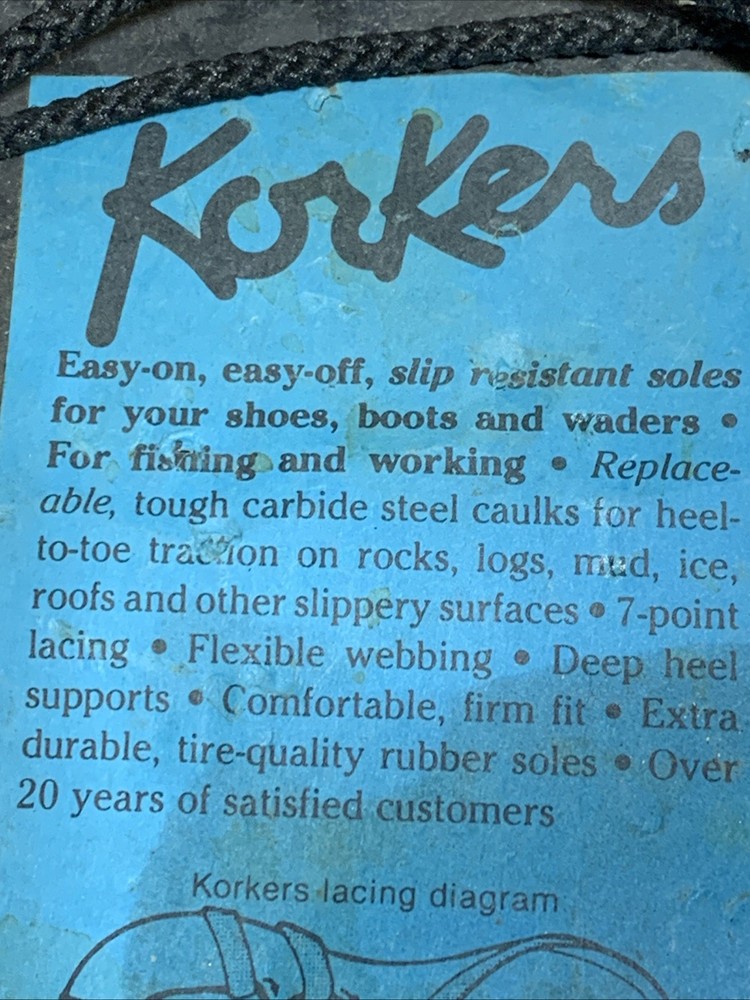 Korkers
Easy-on, easy-off, slip resistant soles
for your shoes, boots and waders •
For fishing and working • Replace-
able, tough carbide steel caulks for heel-
to-toe traction on rocks, logs, mud, ice,
roofs and other slippery surfaces • 7-point
lacing • Flexible webbing • Deep heel
supports • Comfortable, firm fit • Extra
durable, tire-quality rubber soles • Over
20 years of satisfied customers
Korkers lacing diagram